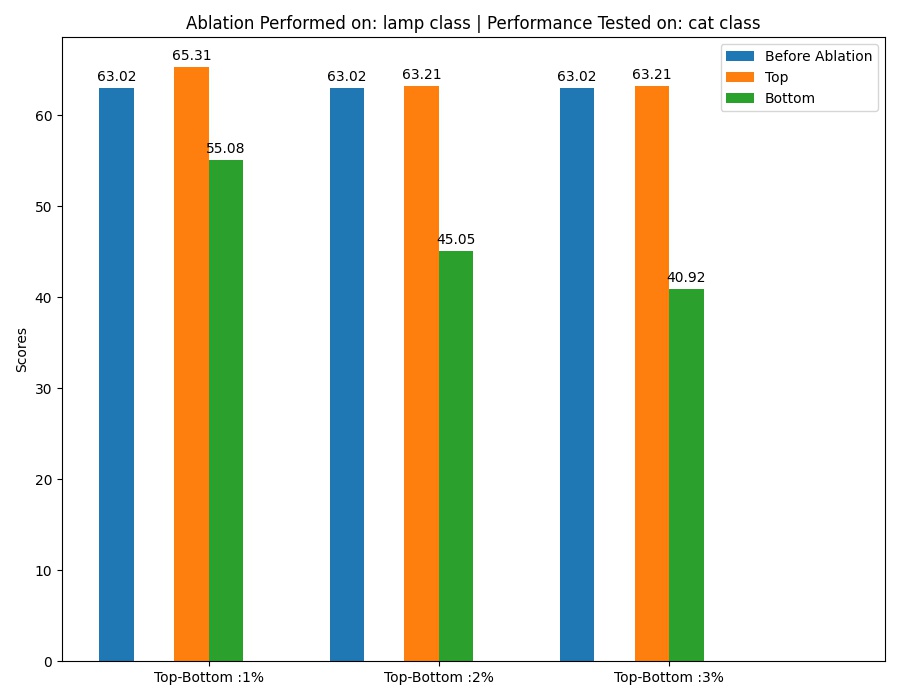 Ablation Performed on: lamp class | Performance Tested on: cat class
Before Ablation
Top
Bottom
63.02
65.31
55.08
63.02
63.21
45.05
63.02
63.21
40.92
Scores
60
50
40
30
20
10
0
Top-Bottom :1%
Top-Bottom :2%
Top-Bottom :3%